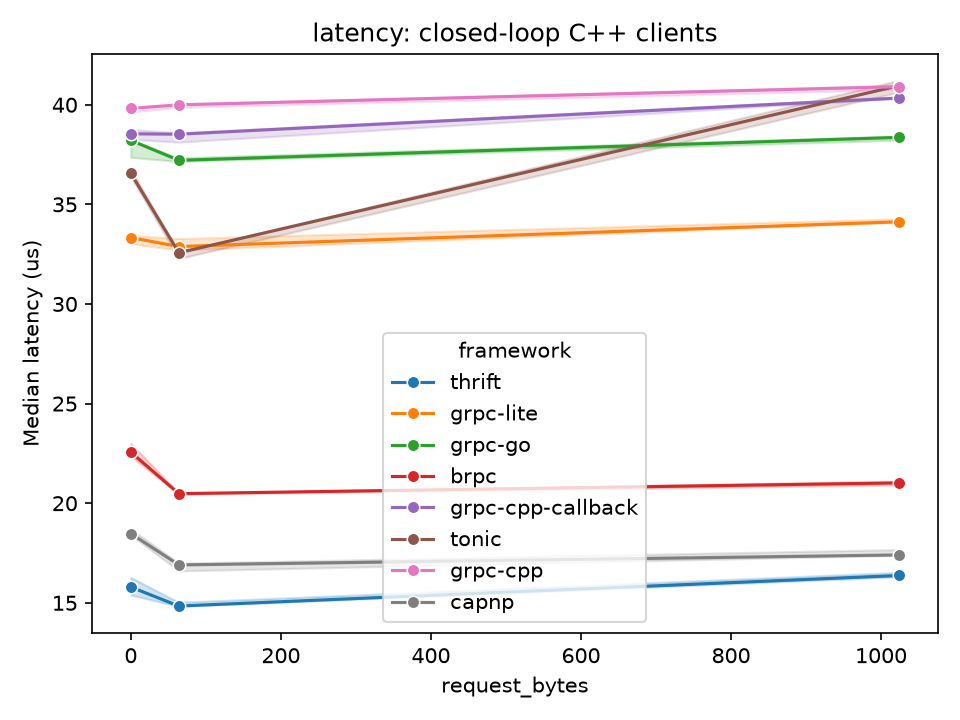 latency: closed-loop C++ clients
Median latency (us)
40
35
30
25
20
15
framework
thrift
grpc-lite
grpc-go
brpc
grpc-cpp-callback
tonic
grpc-cpp
capnp
0
200
400
600
800
1000
request_bytes